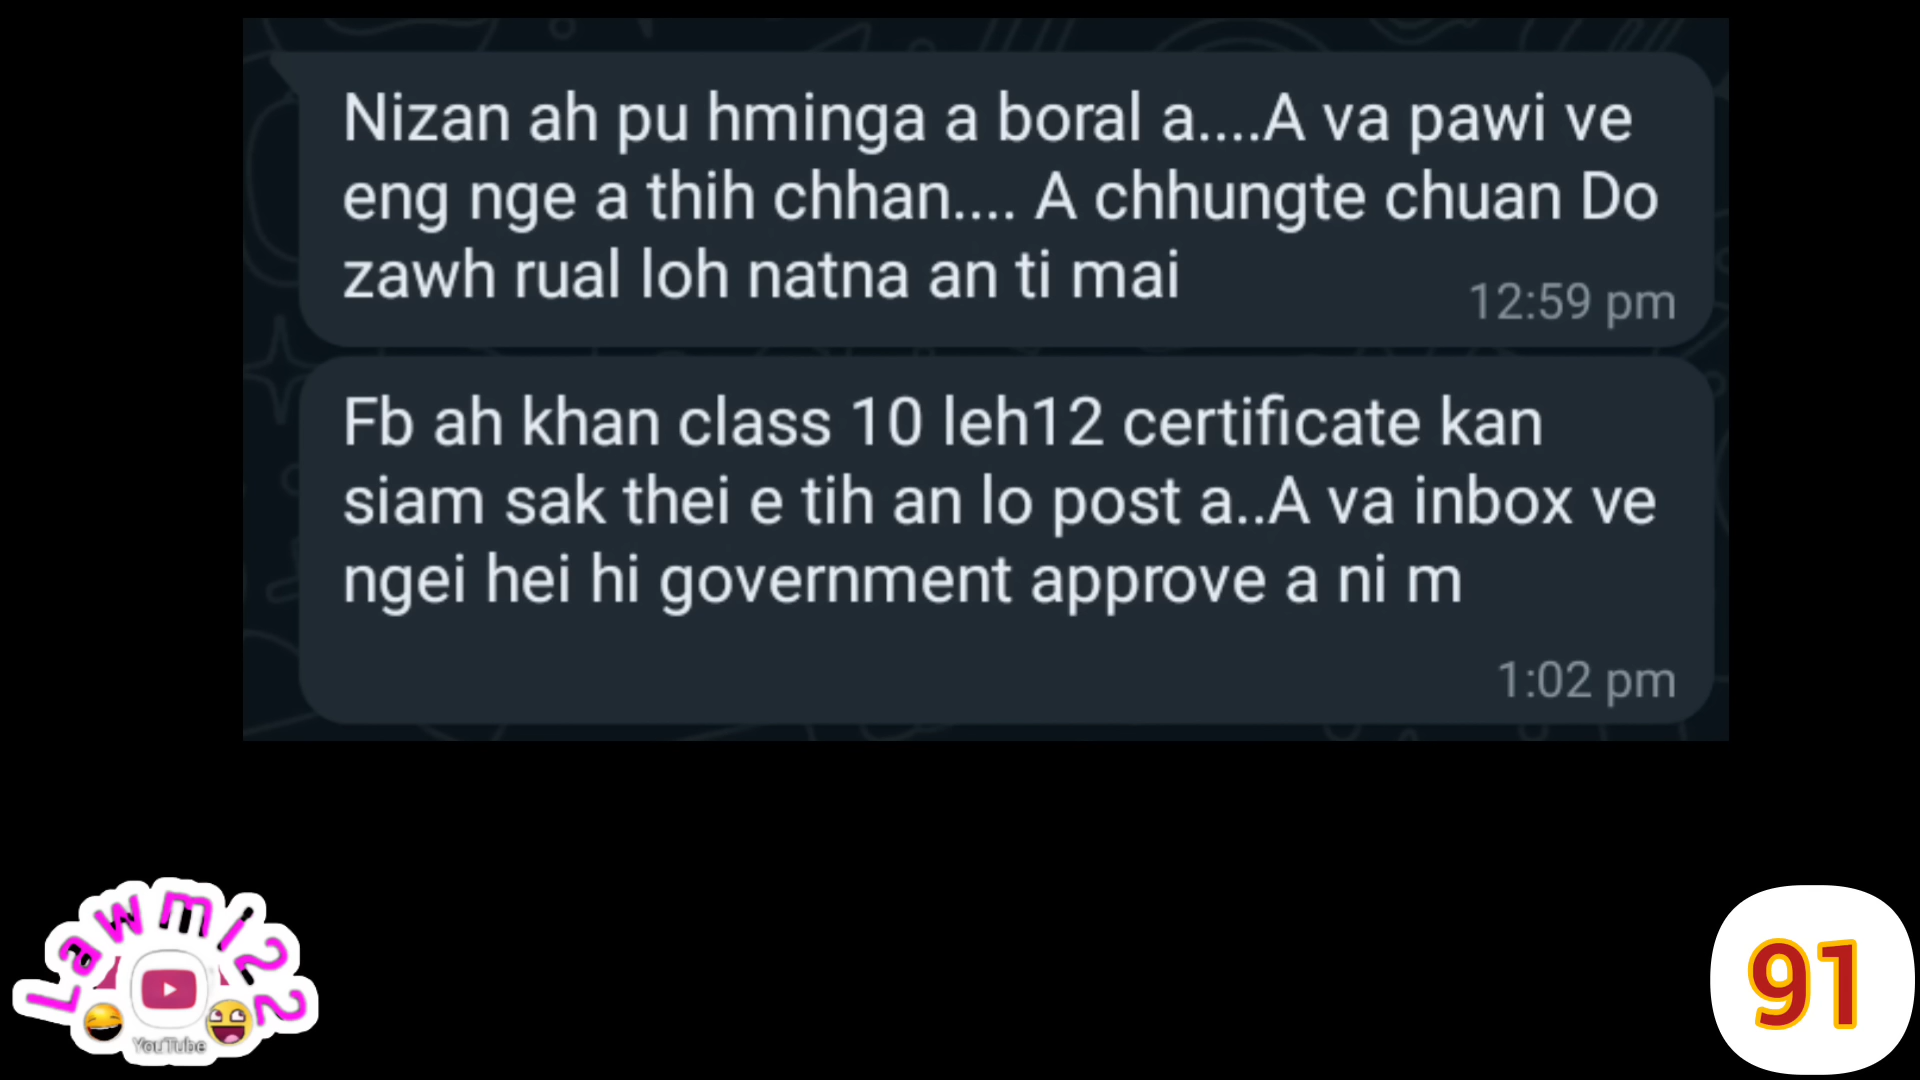 Nizan ah pu hminga a boral a....A va pawi ve
eng nge a thih chhan.... A chhungte chuan Do
zawh rual loh natna an ti mai
12:59 pm
Fb ah khan class 10 leh12 certificate kan
siam sak thei e tih an lo post a..A va inbox ve
ngei hei hi government approve a ni m
1:02 pm
Lawmi22
YouTube
91